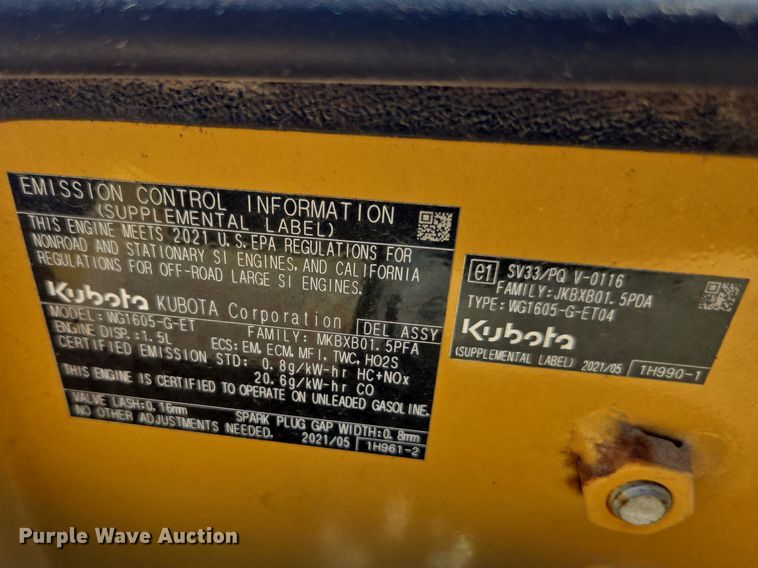 EMISSION CONTROL INFORMATION
(SUPPLEMENTAL LABEL)
THIS ENGINE MEETS 2021 U.S.EPA REGULATIONS FOR
NONROAD AND STATIONARY SI ENGINES,AND CALIFORNIA
REGULATIONS FOR OFF-ROAD LARGE SI ENGINES.
Kubota KUBOTA Corporation DEL ASSY
MODEL: WG1605-G-ET FAMILY: MKBXB01.5PFA
ENGINE DISP:1.5L ECS: EM, ECM, MFI, TWC, HO2S
CERTIFIED EMISSION STD: 0.8g/kW-hr HC+NOx
20.6g/kW-hr CO
THIS ENGINE IS CERTIFIED TO OPERATE ON UNLEADED GASOLINE.
VALVE LASH:0.16mm SPARK PLUG GAP WIDTH:0.8mm
NO OTHER ADJUSTMENTS NEEDED. 2021/05 1H961-2
e1 SV33/PQ V-0116
FAMILY:JKBXB01.5PDA
TYPE: WG1605-G-ET04
Kubota
(SUPPLEMENTAL LABEL) 2021/05 1H990-1
Purple Wave Auction